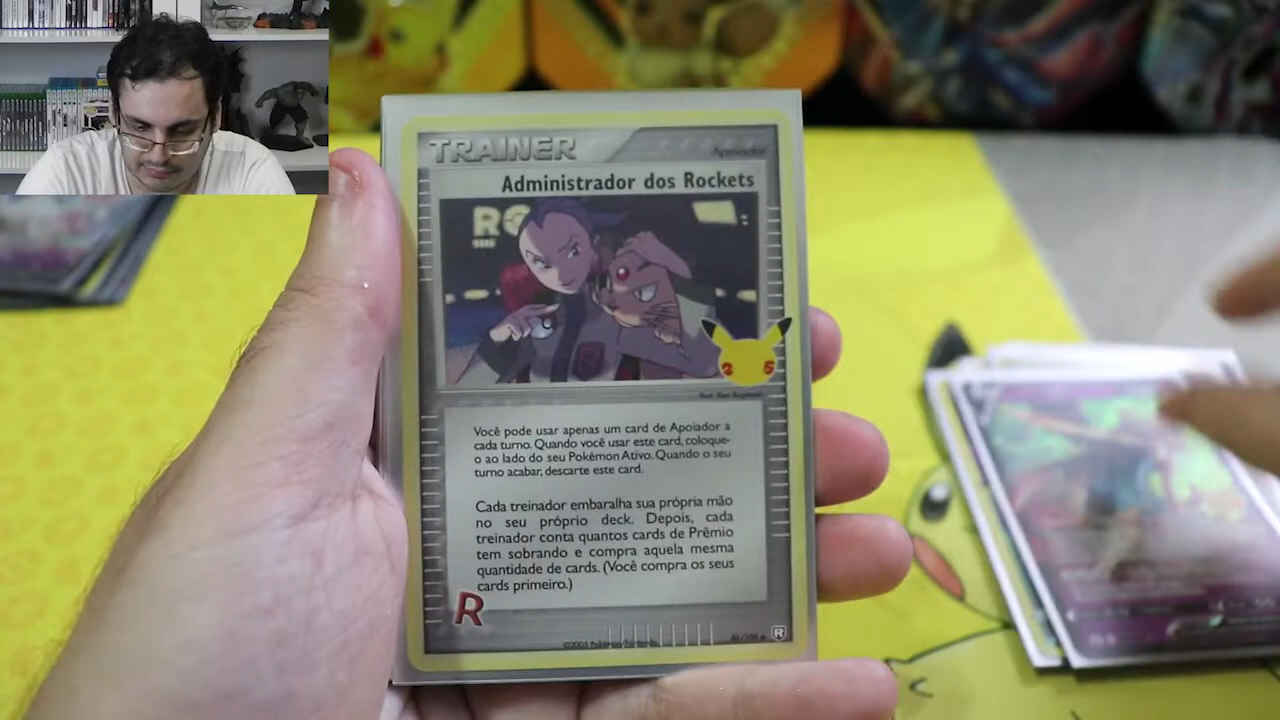 TRAINER
Apoiador
Administrador dos Rockets
R
25
Você pode usar apenas um card de Apoiador a
cada turno. Quando você usar este card, coloque-
o ao lado do seu Pokémon Ativo. Quando o seu
turno acabar, descarte este card.
Cada treinador embaralha sua própria mão
no seu próprio deck. Depois, cada
treinador conta quantos cards de Prêmio
tem sobrando e compra aquela mesma
quantidade de cards. (Você compra os seus
cards primeiro.)
R
©2005 Pokémon
R